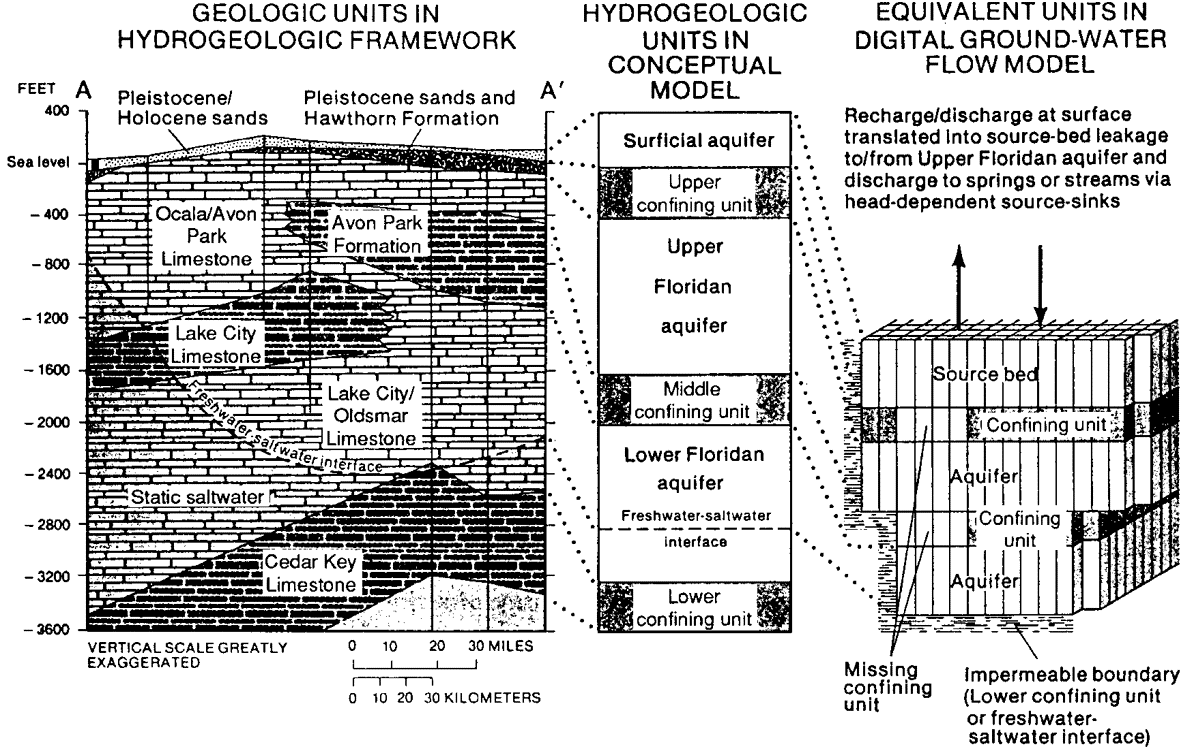 GEOLOGIC UNITS IN
HYDROGEOLOGIC FRAMEWORK
HYDROGEOLOGIC
UNITS IN
CONCEPTUAL
MODEL
EQUIVALENT UNITS IN
DIGITAL GROUND-WATER
FLOW MODEL
FEET
A
A'
Pleistocene/
Holocene sands
Pleistocene sands and
Hawthorn Formation
400
Sea level
- 400
- 800
- 1200
- 1600
- 2000
- 2400
- 2800
- 3200
- 3600
Ocala/Avon
Park
Limestone
Avon Park
Formation
Lake City
Limestone
Lake City/
Oldsmar
Limestone
Freshwater-saltwater interface
Static saltwater
Cedar Key
Limestone
VERTICAL SCALE GREATLY
EXAGGERATED
0 10 20 30 MILES
0 10 20 30 KILOMETERS
Surficial aquifer
Upper
confining unit
Upper
Floridan
aquifer
Middle
confining unit
Lower Floridan
aquifer
Freshwater-saltwater
interface
Lower
confining unit
Recharge/discharge at surface
translated into source-bed leakage
to/from Upper Floridan aquifer and
discharge to springs or streams via
head-dependent source-sinks
Source bed
Confining unit
Aquifer
Confining
unit
Aquifer
Missing
confining
unit
Impermeable boundary
(Lower confining unit
or freshwater-
saltwater interface)